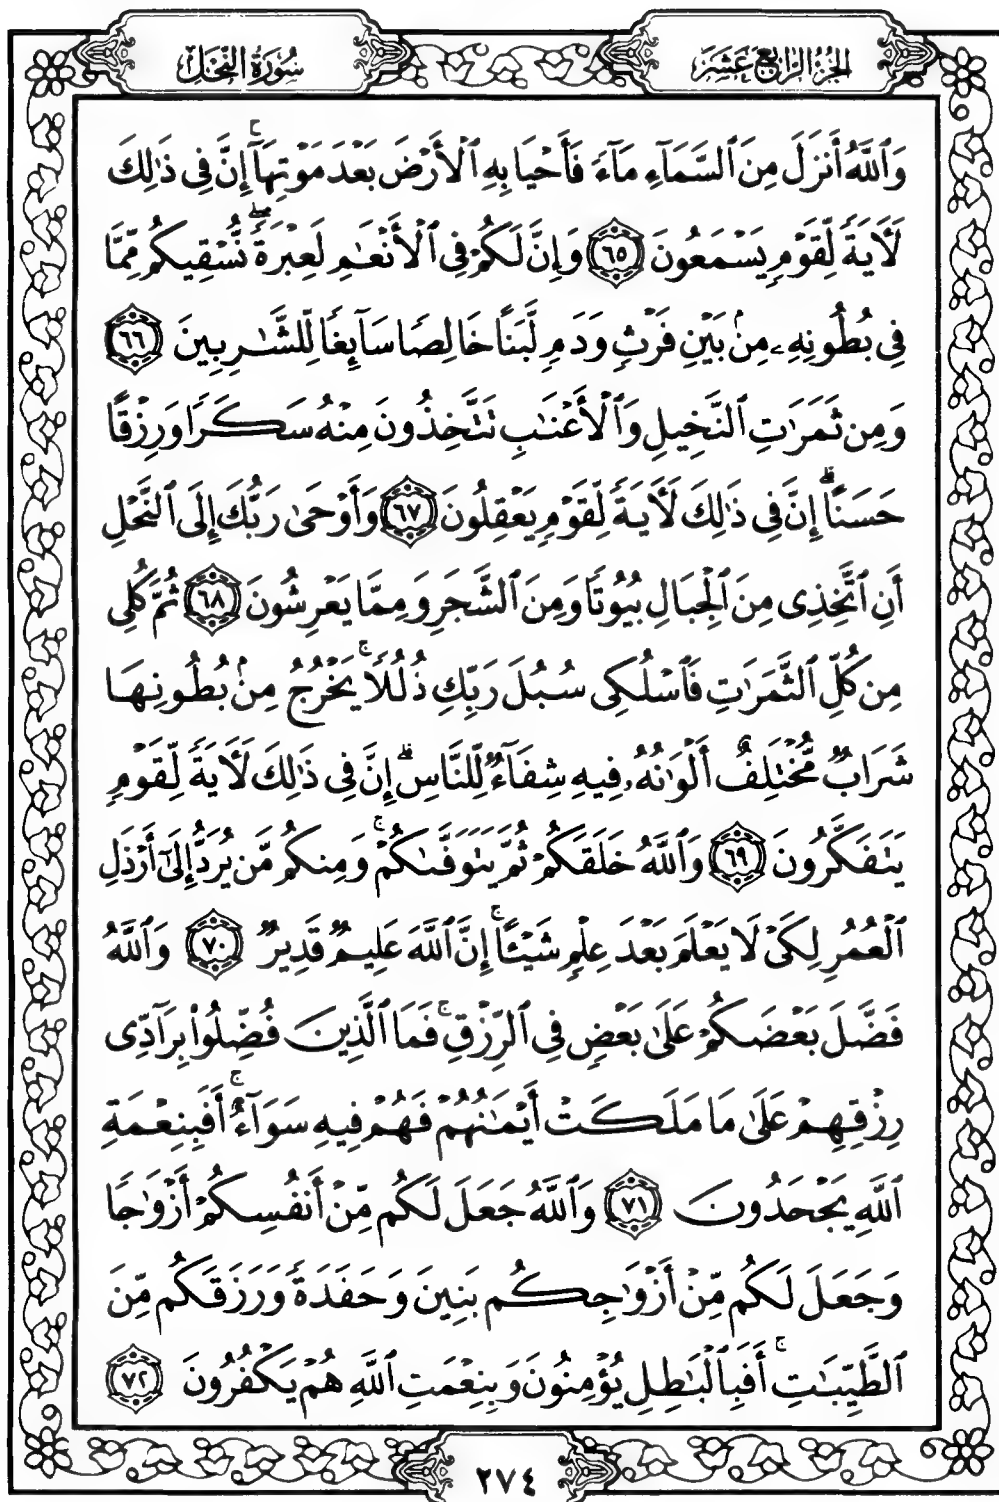 الجزء الرابع عشر
سورة النحل
وَٱللَّهُ أَنزَلَ مِنَ ٱلسَّمَآءِ مَآءً فَأَحْيَا بِهِ ٱلْأَرْضَ بَعْدَ مَوْتِهَآ ۚ إِنَّ فِى ذَٰلِكَ
لَءَايَةً لِّقَوْمٍ يَسْمَعُونَ ٦٥ وَإِنَّ لَكُمْ فِى ٱلْأَنْعَٰمِ لَعِبْرَةً ۖ نُّسْقِيكُم مِّمَّا
فِى بُطُونِهِۦ مِنۢ بَيْنِ فَرْثٍ وَدَمٍ لَّبَنًا خَالِصًا سَآئِغًا لِّلشَّٰرِبِينَ ٦٦
وَمِن ثَمَرَٰتِ ٱلنَّخِيلِ وَٱلْأَعْنَٰبِ تَتَّخِذُونَ مِنْهُ سَكَرًا وَرِزْقًا
حَسَنًا ۗ إِنَّ فِى ذَٰلِكَ لَءَايَةً لِّقَوْمٍ يَعْقِلُونَ ٦٧ وَأَوْحَىٰ رَبُّكَ إِلَى ٱلنَّحْلِ
أَنِ ٱتَّخِذِى مِنَ ٱلْجِبَالِ بُيُوتًا وَمِنَ ٱلشَّجَرِ وَمِمَّا يَعْرِشُونَ ٦٨ ثُمَّ كُلِى
مِن كُلِّ ٱلثَّمَرَٰتِ فَٱسْلُكِى سُبُلَ رَبِّكِ ذُلُلًا ۚ يَخْرُجُ مِنۢ بُطُونِهَا
شَرَابٌ مُّخْتَلِفٌ أَلْوَٰنُهُۥ فِيهِ شِفَآءٌ لِّلنَّاسِ ۗ إِنَّ فِى ذَٰلِكَ لَءَايَةً لِّقَوْمٍ
يَتَفَكَّرُونَ ٦٩ وَٱللَّهُ خَلَقَكُمْ ثُمَّ يَتَوَفَّىٰكُمْ ۚ وَمِنكُم مَّن يُرَدُّ إِلَىٰٓ أَرْذَلِ
ٱلْعُمُرِ لِكَىْ لَا يَعْلَمَ بَعْدَ عِلْمٍ شَيْـًٔا ۚ إِنَّ ٱللَّهَ عَلِيمٌ قَدِيرٌ ٧٠ وَٱللَّهُ
فَضَّلَ بَعْضَكُمْ عَلَىٰ بَعْضٍ فِى ٱلرِّزْقِ ۚ فَمَا ٱلَّذِينَ فُضِّلُوا۟ بِرَآدِّى
رِزْقِهِمْ عَلَىٰ مَا مَلَكَتْ أَيْمَٰنُهُمْ فَهُمْ فِيهِ سَوَآءٌ ۚ أَفَبِنِعْمَةِ
ٱللَّهِ يَجْحَدُونَ ٧١ وَٱللَّهُ جَعَلَ لَكُم مِّنْ أَنفُسِكُمْ أَزْوَٰجًا
وَجَعَلَ لَكُم مِّنْ أَزْوَٰجِكُم بَنِينَ وَحَفَدَةً وَرَزَقَكُم مِّنَ
ٱلطَّيِّبَٰتِ ۚ أَفَبِٱلْبَٰطِلِ يُؤْمِنُونَ وَبِنِعْمَتِ ٱللَّهِ هُمْ يَكْفُرُونَ ٧٢
٢٧٤